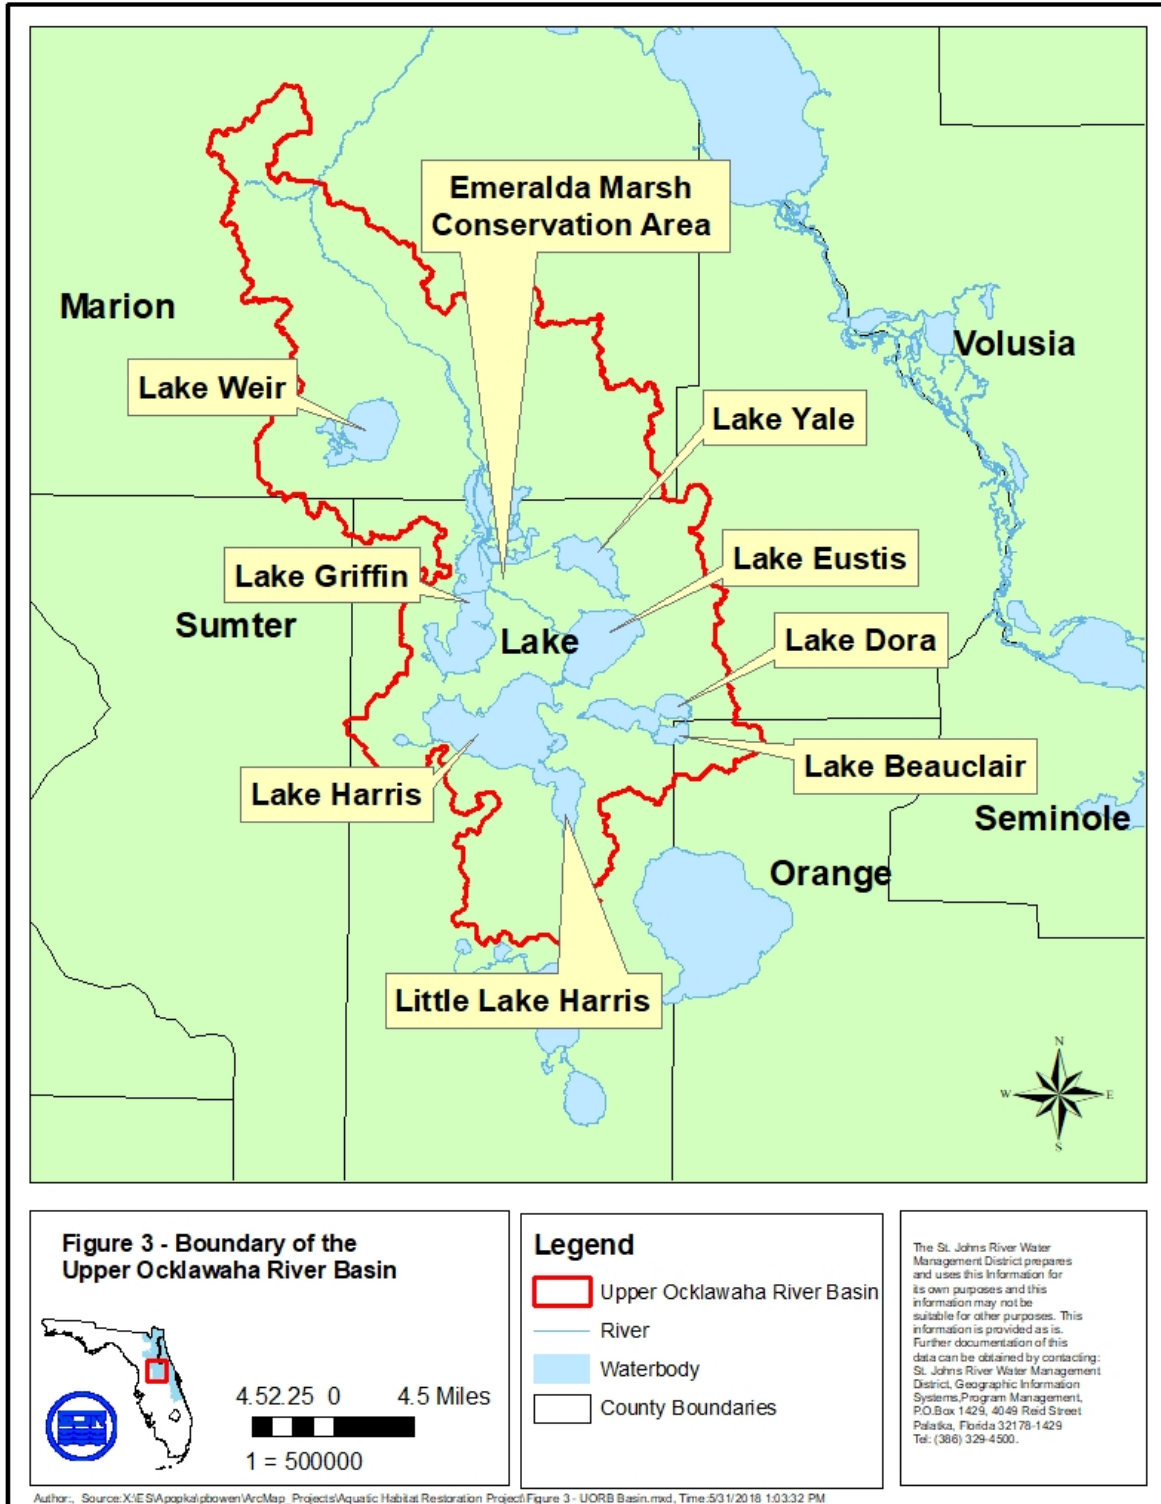 Emeralda Marsh
Conservation Area
Marion
Volusia
Lake Weir
Lake Yale
Lake Eustis
Lake Griffin
Sumter
Lake
Lake Dora
Lake Beauclair
Lake Harris
Seminole
Orange
Little Lake Harris
N
W
E
S
Figure 3 - Boundary of the
Upper Ocklawaha River Basin
4.52.25 0 4.5 Miles
1 = 500000
Legend
Upper Ocklawaha River Basin
River
Waterbody
County Boundaries
The St. Johns River Water
Management District prepares
and uses this information for
its own purposes and this
information may not be
suitable for other purposes. This
information is provided as is.
Further documentation of this
data can be obtained by contacting:
St. Johns River Water Management
District, Geographic Information
Systems,Program Management,
P.O.Box 1429, 4049 Reid Street
Palatka, Florida 32178-1429
Tel: (386) 329-4500.
Author:, Source:X:\ES\Apopka\pbowen\ArcMap_Projects\Aquatic Habitat Restoration Project\Figure 3 - UORB Basin.mxd, Time:5/31/2018 1:03:32 PM